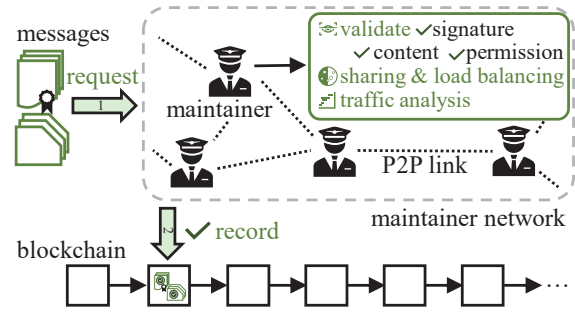 messages
request
1
maintainer
validate ✓signature
✓content ✓permission
sharing & load balancing
traffic analysis
P2P link
maintainer network
2
✓record
blockchain
...